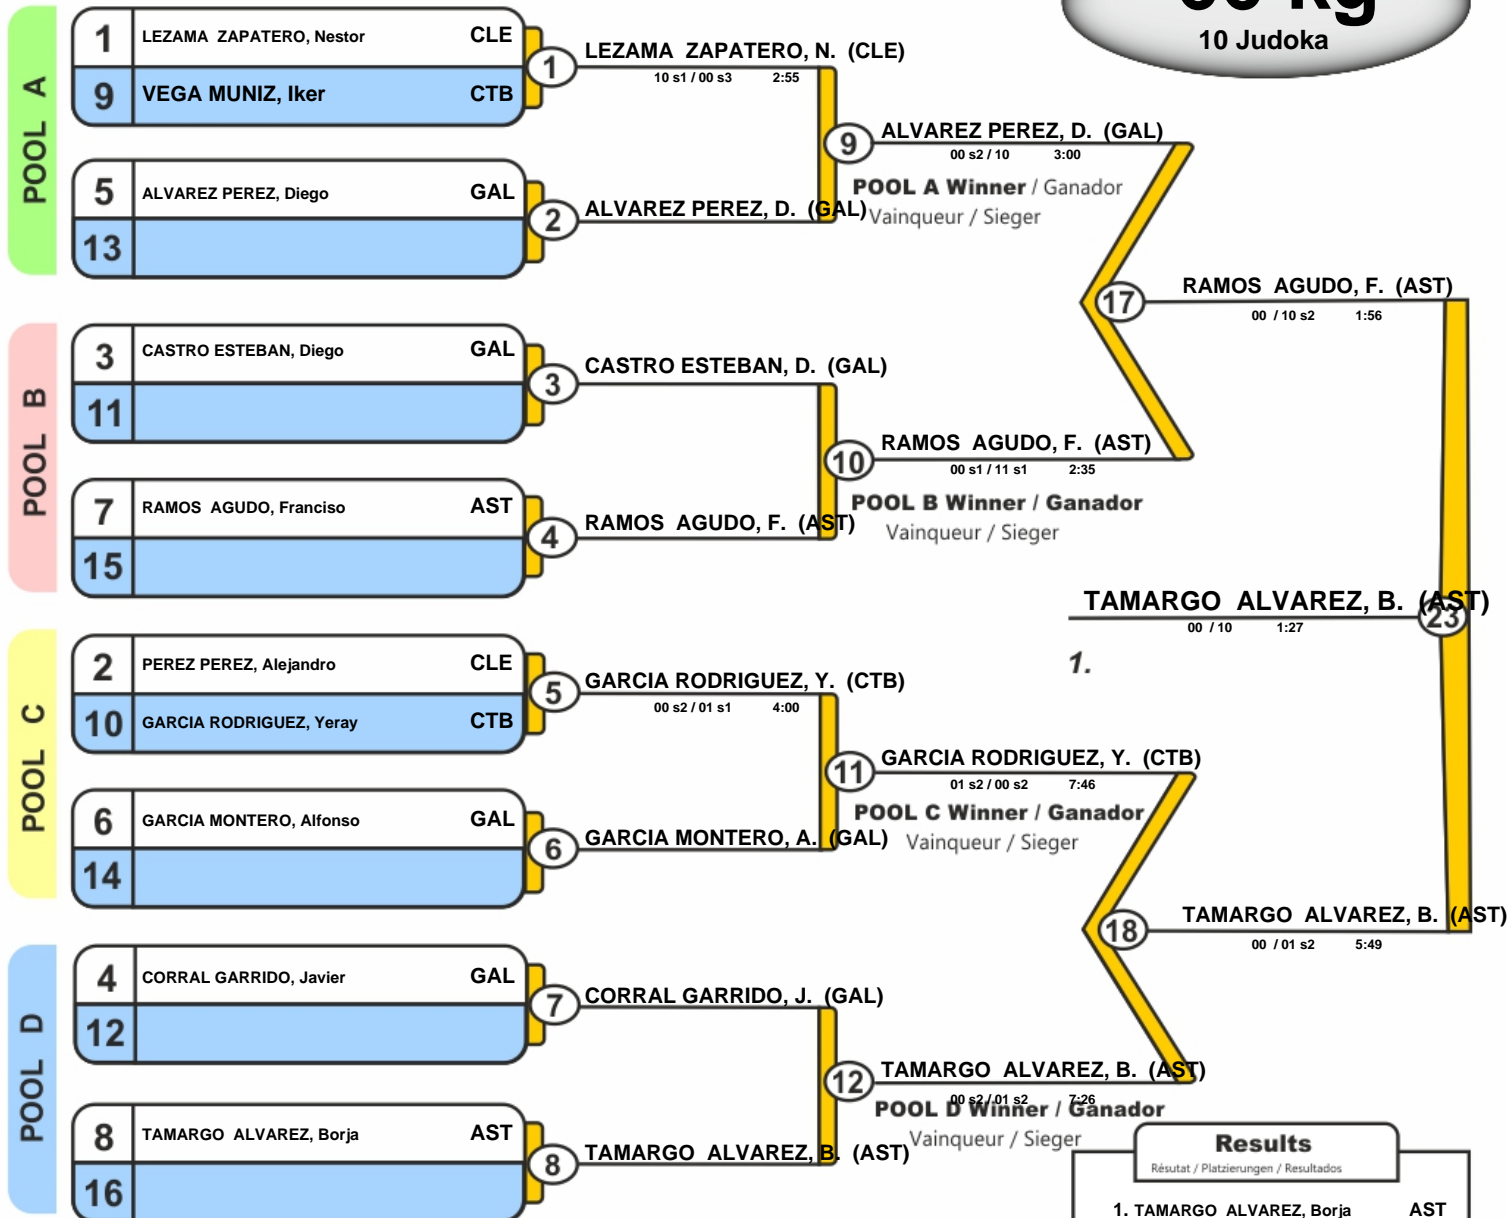 kg
10 Judoka
POOL A
1 LEZAMA ZAPATERO, Nestor CLE
9 VEGA MUNIZ, Iker CTB
1
LEZAMA ZAPATERO, N. (CLE)
10 s1 / 00 s3 2:55
5 ALVAREZ PEREZ, Diego GAL
13
2
ALVAREZ PEREZ, D. (GAL)
9
ALVAREZ PEREZ, D. (GAL)
00 s2 / 10 3:00
POOL A Winner / Ganador
Vainqueur / Sieger
POOL B
3 CASTRO ESTEBAN, Diego GAL
11
3
CASTRO ESTEBAN, D. (GAL)
7 RAMOS AGUDO, Franciso AST
15
4
RAMOS AGUDO, F. (AST)
10
RAMOS AGUDO, F. (AST)
00 s1 / 11 s1 2:35
POOL B Winner / Ganador
Vainqueur / Sieger
17
RAMOS AGUDO, F. (AST)
00 / 10 s2 1:56
TAMARGO ALVAREZ, B. (AST)
23
00 / 10 1:27
1.
POOL C
2 PEREZ PEREZ, Alejandro CLE
10 GARCIA RODRIGUEZ, Yeray CTB
5
GARCIA RODRIGUEZ, Y. (CTB)
00 s2 / 01 s1 4:00
6 GARCIA MONTERO, Alfonso GAL
14
6
GARCIA MONTERO, A. (GAL)
11
GARCIA RODRIGUEZ, Y. (CTB)
01 s2 / 00 s2 7:46
POOL C Winner / Ganador
Vainqueur / Sieger
18
TAMARGO ALVAREZ, B. (AST)
00 / 01 s2 5:49
POOL D
4 CORRAL GARRIDO, Javier GAL
12
7
CORRAL GARRIDO, J. (GAL)
8 TAMARGO ALVAREZ, Borja AST
16
8
TAMARGO ALVAREZ, B. (AST)
12
TAMARGO ALVAREZ, B. (AST)
00 s2 / 01 s2 7:26
POOL D Winner / Ganador
Vainqueur / Sieger
Results
Résutat / Platzierungen / Resultados
1. TAMARGO ALVAREZ, Borja AST